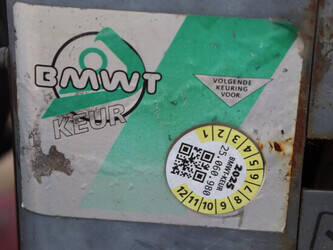 BMWT
KEUR
VOLGENDE
KEURING
VOOR
1 2 3 4 5 6 7 8 9 10 11 12
25.060.980
BMWT-KEUR
2025